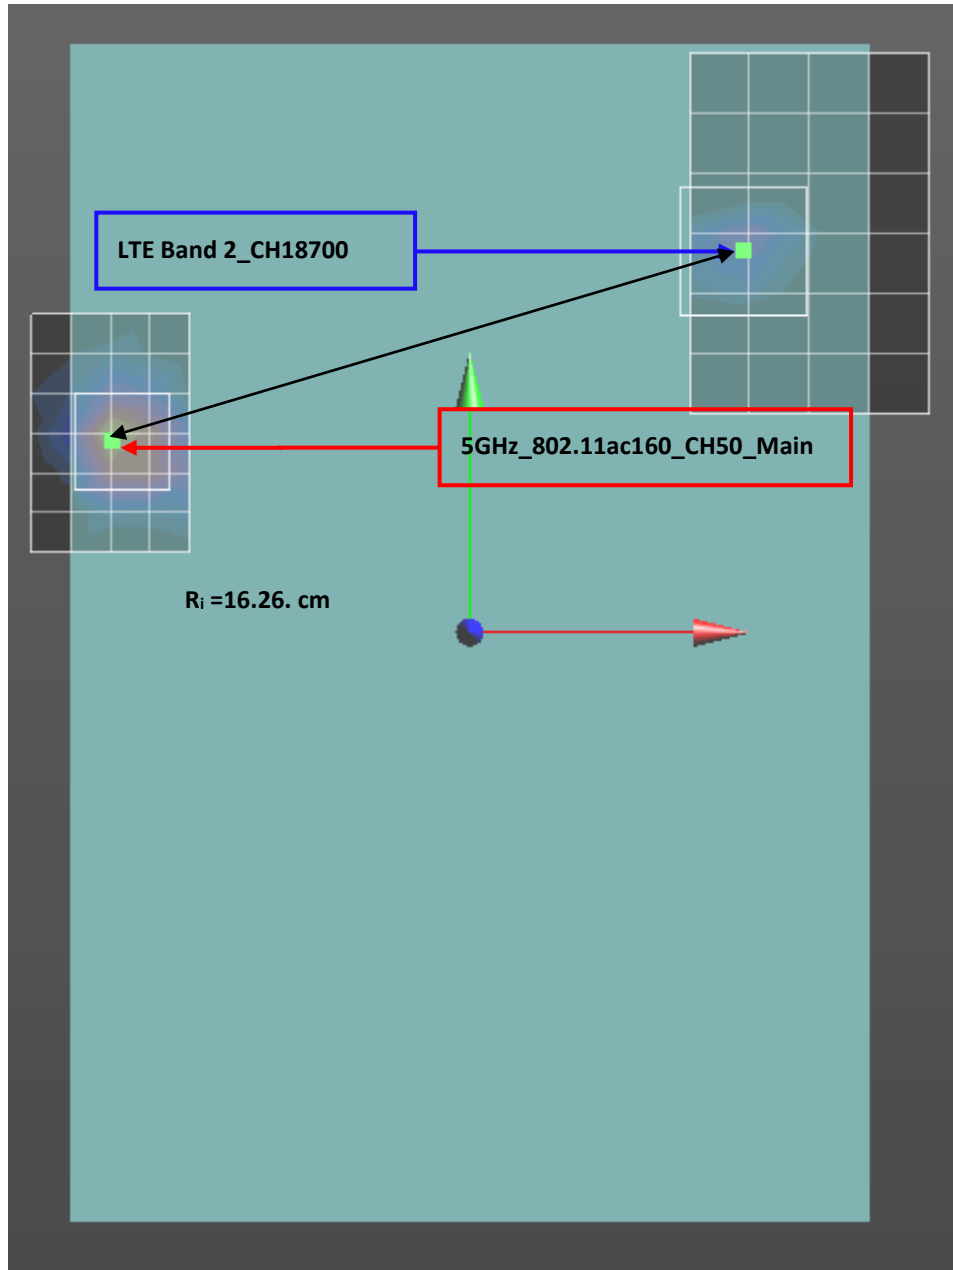 LTE Band 2_CH18700
5GHz_802.11ac160_CH50_Main
Rᵢ =16.26. cm